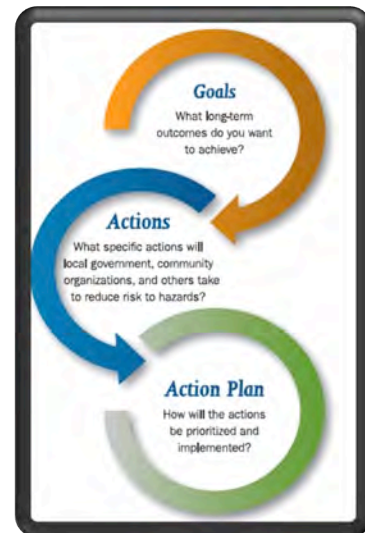 Goals
What long-term
outcomes do you want
to achieve?
Actions
What specific actions will
local government, community
organizations, and others take
to reduce risk to hazards?
Action Plan
How will the actions
be prioritized and
implemented?